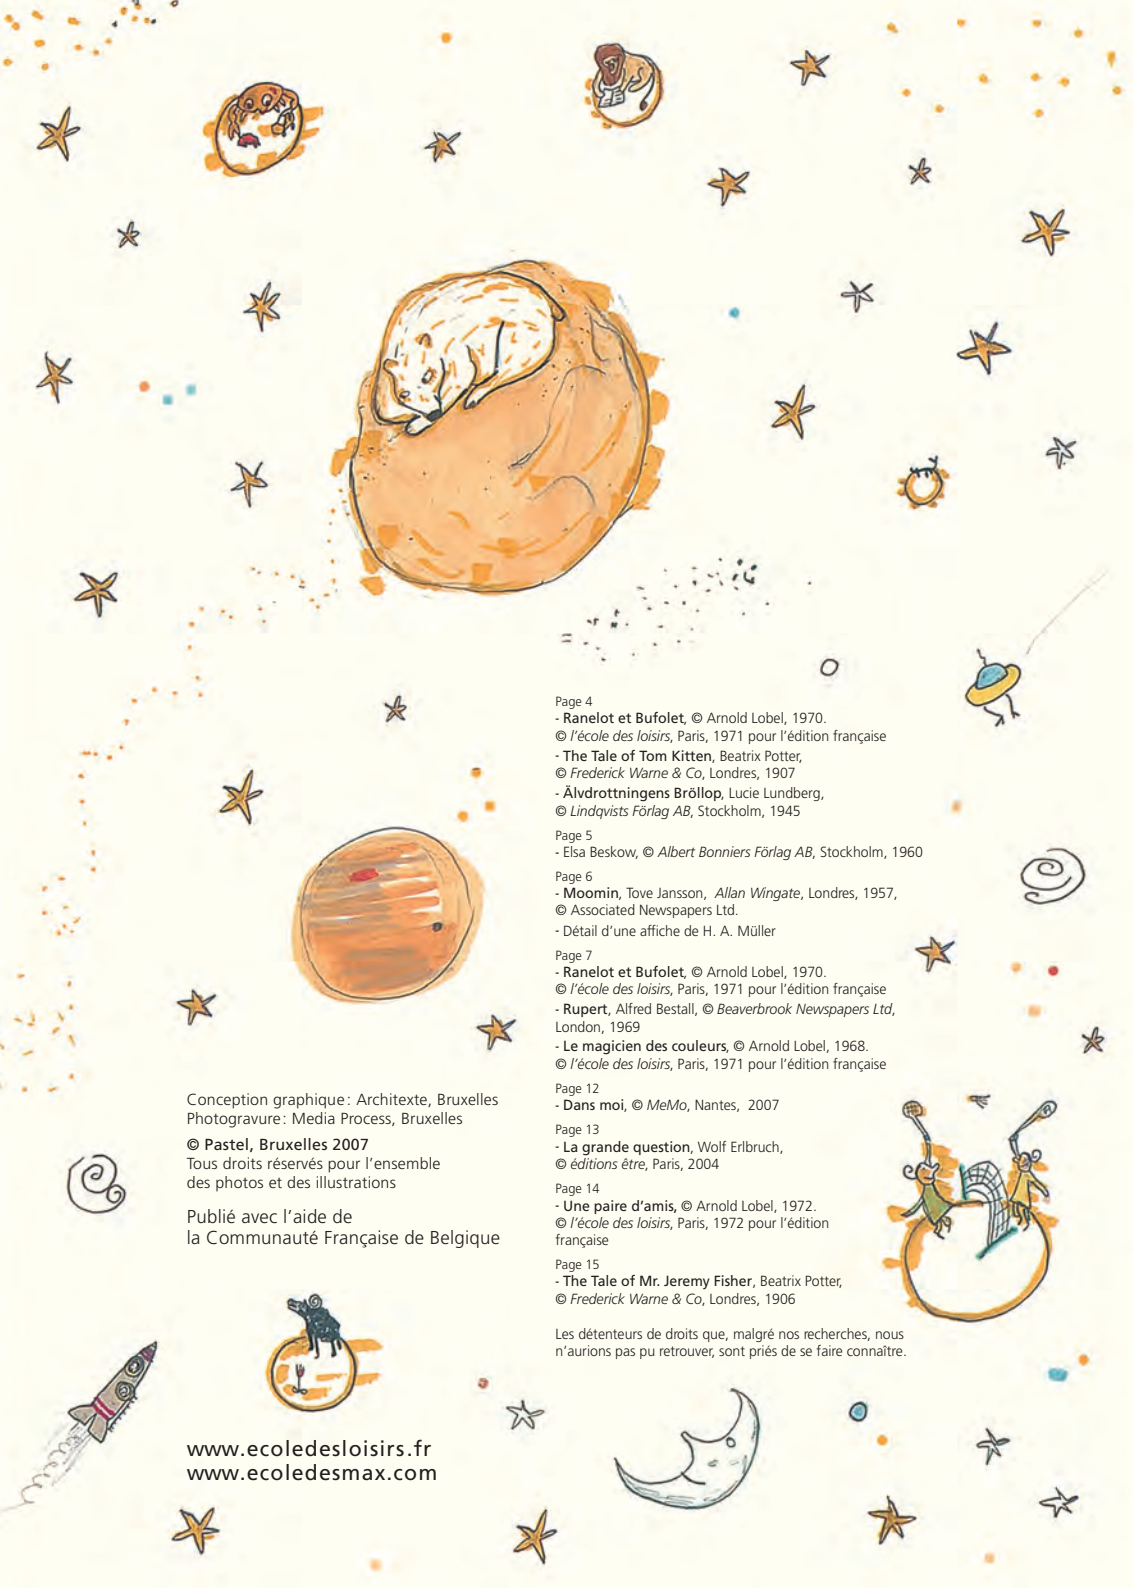 Page 4
- Ranelot et Bufolet, © Arnold Lobel, 1970.
© l'école des loisirs, Paris, 1971 pour l'édition française
- The Tale of Tom Kitten, Beatrix Potter,
© Frederick Warne & Co, Londres, 1907
- Älvdrottningens Bröllop, Lucie Lundberg,
© Lindqvists Förlag AB, Stockholm, 1945
Page 5
- Elsa Beskow, © Albert Bonniers Förlag AB, Stockholm, 1960
Page 6
- Moomin, Tove Jansson, Allan Wingate, Londres, 1957,
© Associated Newspapers Ltd.
- Détail d'une affiche de H. A. Müller
Page 7
- Ranelot et Bufolet, © Arnold Lobel, 1970.
© l'école des loisirs, Paris, 1971 pour l'édition française
- Rupert, Alfred Bestall, © Beaverbrook Newspapers Ltd,
London, 1969
- Le magicien des couleurs, © Arnold Lobel, 1968.
© l'école des loisirs, Paris, 1971 pour l'édition française
Page 12
- Dans moi, © MeMo, Nantes, 2007
Page 13
- La grande question, Wolf Erlbruch,
© éditions être, Paris, 2004
Page 14
- Une paire d'amis, © Arnold Lobel, 1972.
© l'école des loisirs, Paris, 1972 pour l'édition
française
Page 15
- The Tale of Mr. Jeremy Fisher, Beatrix Potter,
© Frederick Warne & Co, Londres, 1906
Les détenteurs de droits que, malgré nos recherches, nous
n'aurions pas pu retrouver, sont priés de se faire connaître.
Conception graphique : Architexte, Bruxelles
Photogravure : Media Process, Bruxelles
© Pastel, Bruxelles 2007
Tous droits réservés pour l'ensemble
des photos et des illustrations
Publié avec l'aide de
la Communauté Française de Belgique
www.ecoledesloisirs.fr
www.ecoledesmax.com